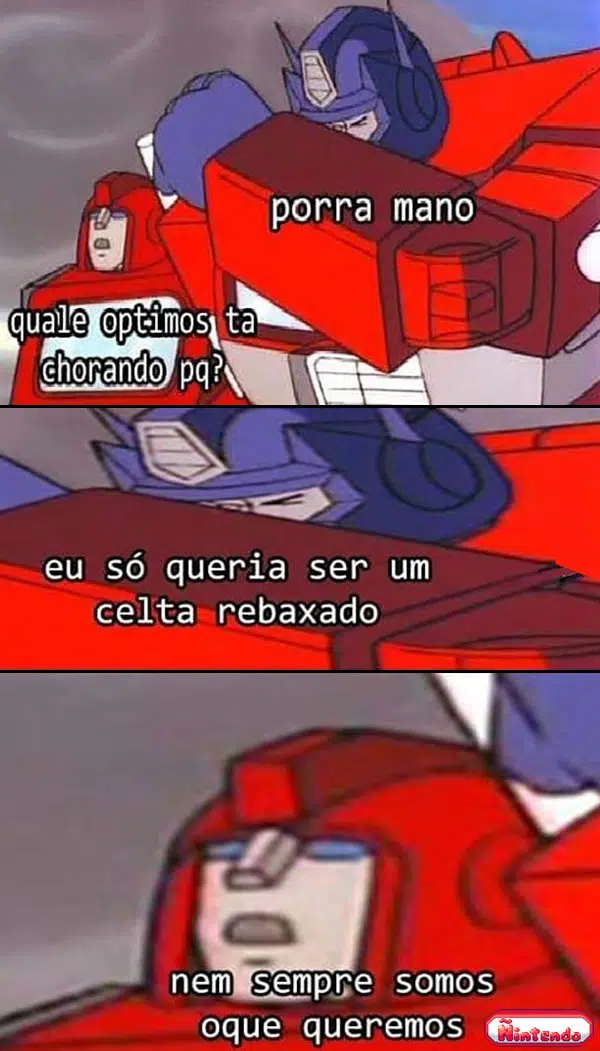 porra mano
quale optimos ta
chorando pq?
eu só queria ser um
celta rebaxado
nem sempre somos
oque queremos
Ñintendo